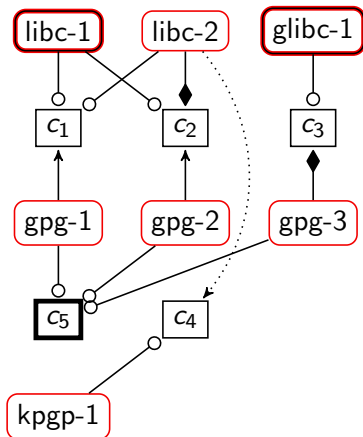 libc-1 libc-2 glibc-1
c₁ c₂ c₃
gpg-1 gpg-2 gpg-3
c₅ c₄
kpgp-1